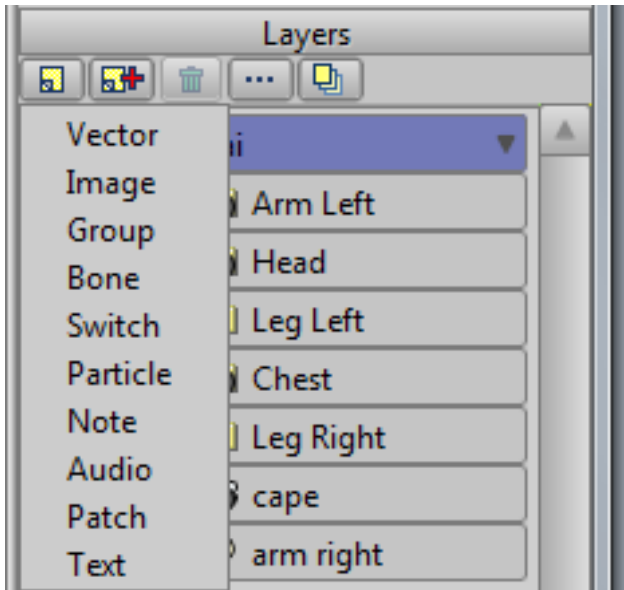 Layers
Vector
Image
Group
Bone
Switch
Particle
Note
Audio
Patch
Text
Arm Left
Head
Leg Left
Chest
Leg Right
cape
arm right